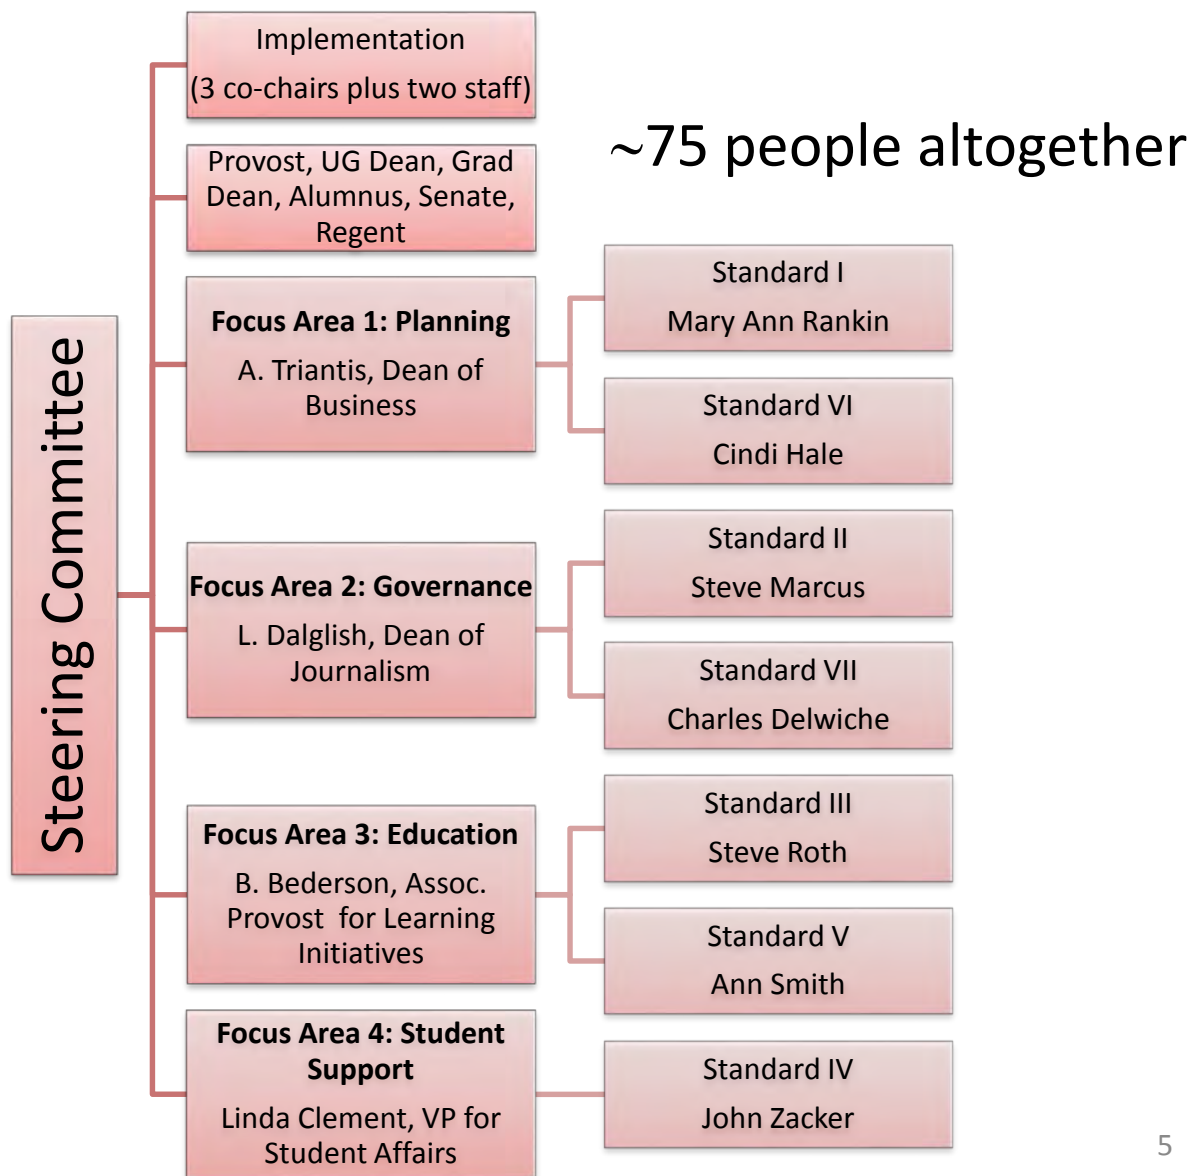 Steering Committee
Implementation
(3 co-chairs plus two staff)
~75 people altogether
Provost, UG Dean, Grad
Dean, Alumnus, Senate,
Regent
Focus Area 1: Planning
A. Triantis, Dean of
Business
Standard I
Mary Ann Rankin
Standard VI
Cindi Hale
Focus Area 2: Governance
L. Dalglish, Dean of
Journalism
Standard II
Steve Marcus
Standard VII
Charles Delwiche
Focus Area 3: Education
B. Bederson, Assoc.
Provost for Learning
Initiatives
Standard III
Steve Roth
Standard V
Ann Smith
Focus Area 4: Student
Support
Linda Clement, VP for
Student Affairs
Standard IV
John Zacker
5